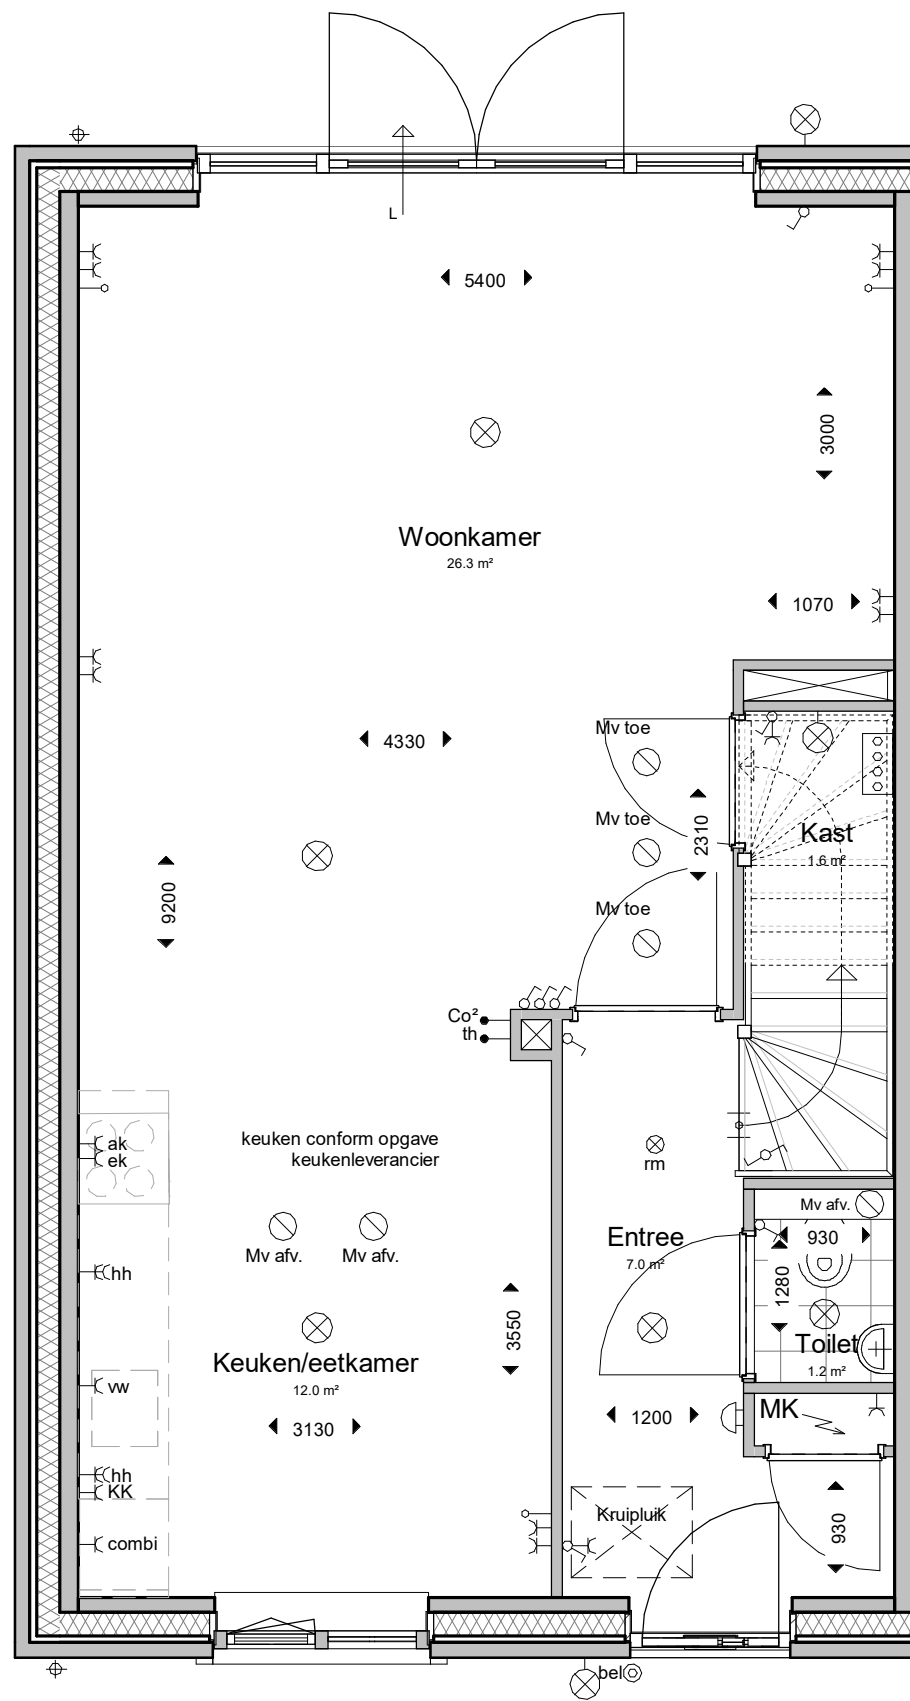 L
5400
3000
Woonkamer
26.3 m²
1070
Mv toe
4330
2310
Mv toe
Kast
1.6 m²
9200
Mv toe
Co²
th
keuken conform opgave
keukenleverancier
ak
ek
rm
Mv afv.
Mv afv.
Mv afv.
Entree
7.0 m²
930
1280
hh
3550
Toilet
1.2 m²
Keuken/eetkamer
12.0 m²
vw
3130
1200
MK
hh
KK
Kruipluik
930
combi
bel